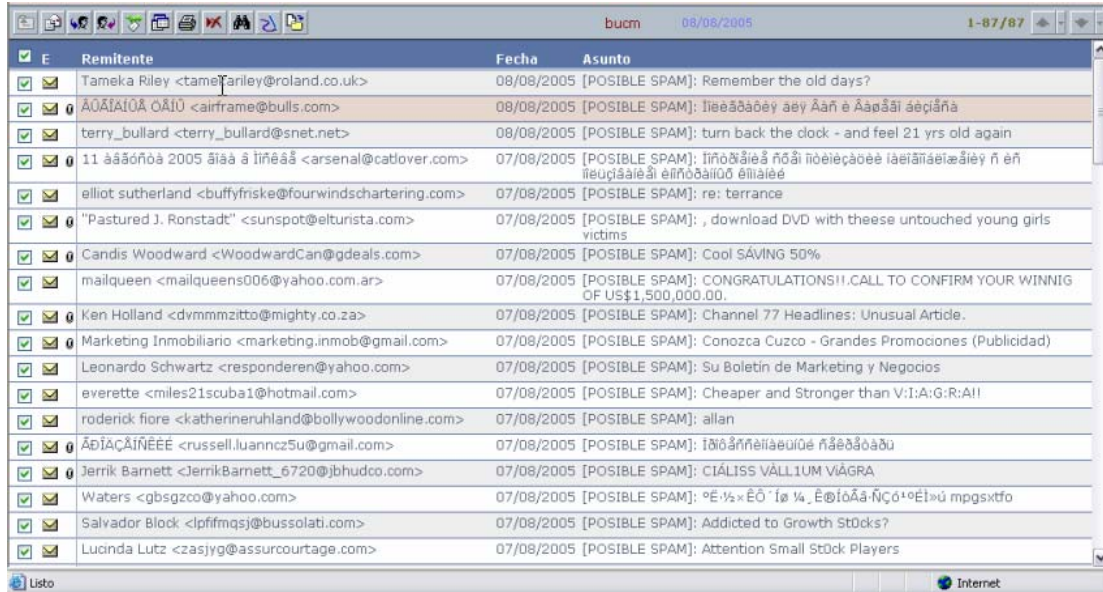 bucm 08/08/2005 1-87/87
E Remitente Fecha Asunto
Tameka Riley <tamekariley@roland.co.uk> 08/08/2005 [POSIBLE SPAM]: Remember the old days?
<airframe@bulls.com> 08/08/2005 [POSIBLE SPAM]:
terry_bullard <terry_bullard@snet.net> 08/08/2005 [POSIBLE SPAM]: turn back the clock - and feel 21 yrs old again
11 àâãóñòà 2005 ãîäà â Ìîñêâå <arsenal@catlover.com> 07/08/2005 [POSIBLE SPAM]:
elliot sutherland <buffyfriske@fourwindschartering.com> 07/08/2005 [POSIBLE SPAM]: re: terrance
"Pastured J. Ronstadt" <sunspot@elturista.com> 07/08/2005 [POSIBLE SPAM]: , download DVD with theese untouched young girls
victims
Candis Woodward <WoodwardCan@gdeals.com> 07/08/2005 [POSIBLE SPAM]: Cool SÁVING 50%
mailqueen <mailqueens006@yahoo.com.ar> 07/08/2005 [POSIBLE SPAM]: CONGRATULATIONS!!.CALL TO CONFIRM YOUR WINNIG
OF US$1,500,000.00.
Ken Holland <dvmmmzitto@mighty.co.za> 07/08/2005 [POSIBLE SPAM]: Channel 77 Headlines: Unusual Article.
Marketing Inmobiliario <marketing.inmob@gmail.com> 07/08/2005 [POSIBLE SPAM]: Conozca Cuzco - Grandes Promociones (Publicidad)
Leonardo Schwartz <responderen@yahoo.com> 07/08/2005 [POSIBLE SPAM]: Su Boletín de Marketing y Negocios
everette <miles21scuba1@hotmail.com> 07/08/2005 [POSIBLE SPAM]: Cheaper and Stronger than V:I:A:G:R:A!!
roderick fiore <katherineruhland@bollywoodonline.com> 07/08/2005 [POSIBLE SPAM]: allan
<russell.luanncz5u@gmail.com> 07/08/2005 [POSIBLE SPAM]:
Jerrik Barnett <JerrikBarnett_6720@jbhudco.com> 07/08/2005 [POSIBLE SPAM]: CIÁLISS VÀLL1UM ViÀGRA
Waters <gbsgzco@yahoo.com> 07/08/2005 [POSIBLE SPAM]: mpgsxtfo
Salvador Block <lpfifmqsj@bussolati.com> 07/08/2005 [POSIBLE SPAM]: Addicted to Growth St0cks?
Lucinda Lutz <zasjyg@assurcourtage.com> 07/08/2005 [POSIBLE SPAM]: Attention Small St0ck Players
Listo Internet